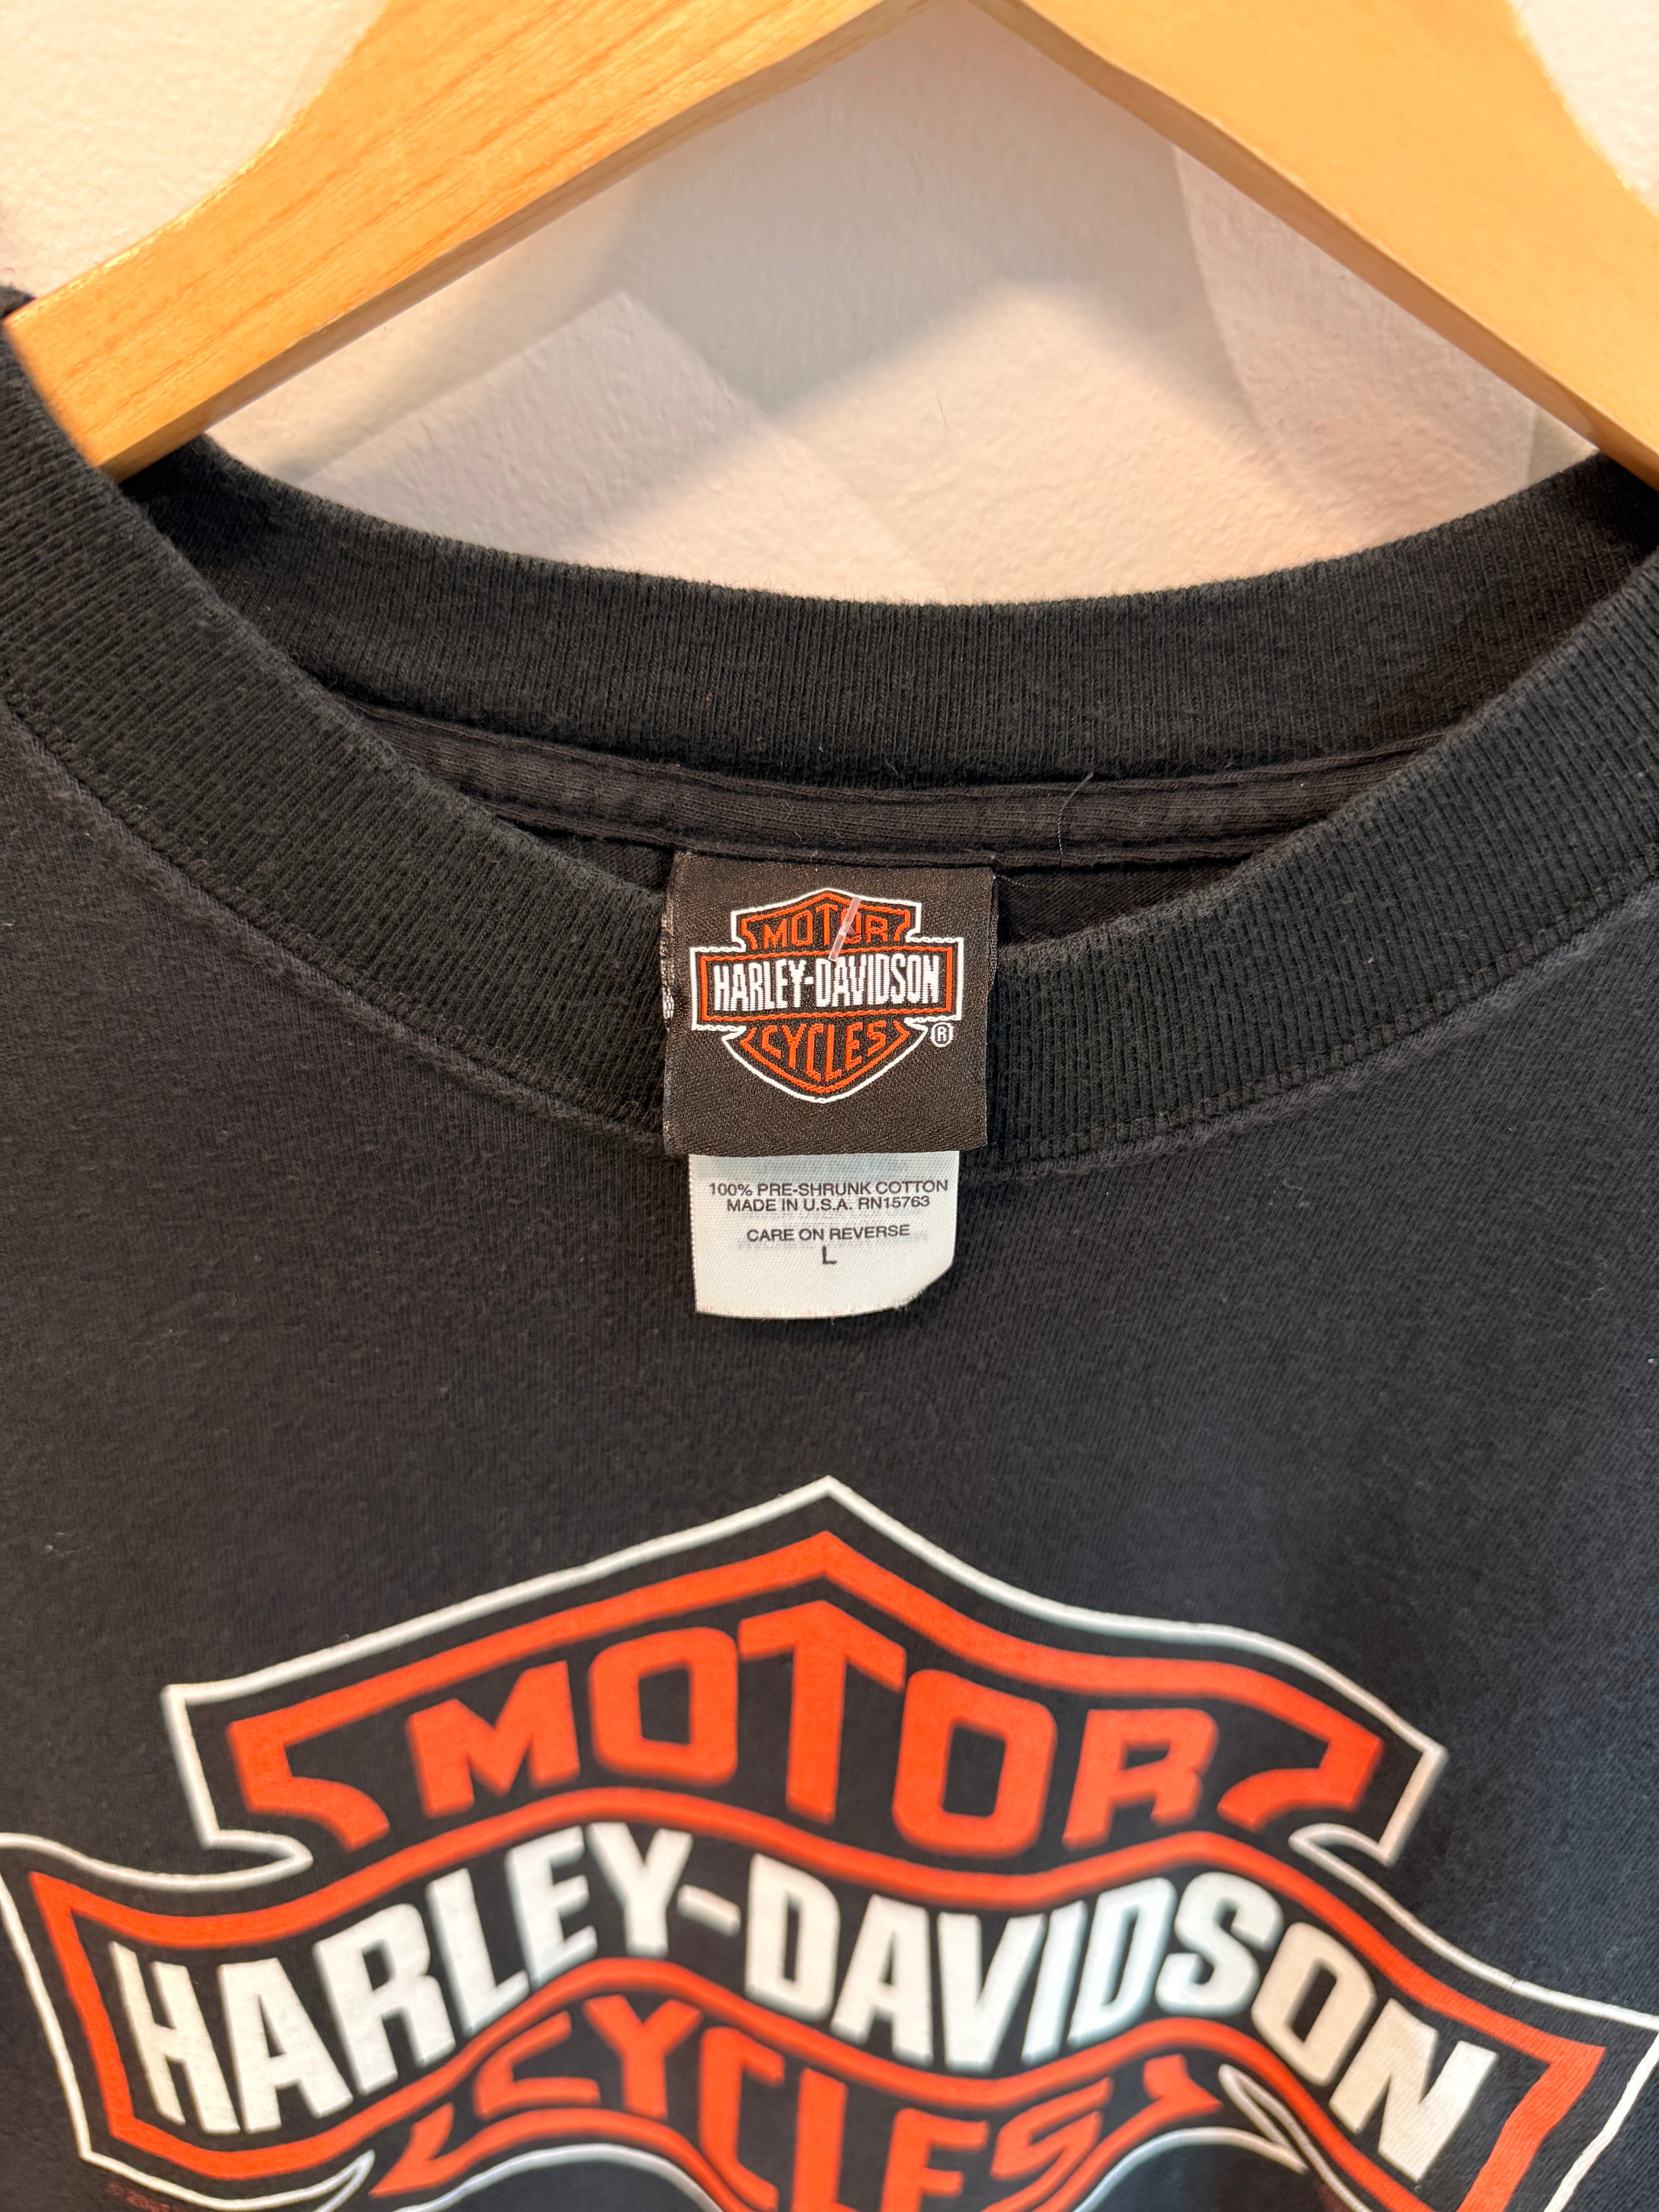 MOTOR
HARLEY-DAVIDSON
CYCLES
®
100% PRE-SHRUNK COTTON
MADE IN U.S.A. RN15763
CARE ON REVERSE
L
MOTOR
HARLEY-DAVIDSON
CYCLES